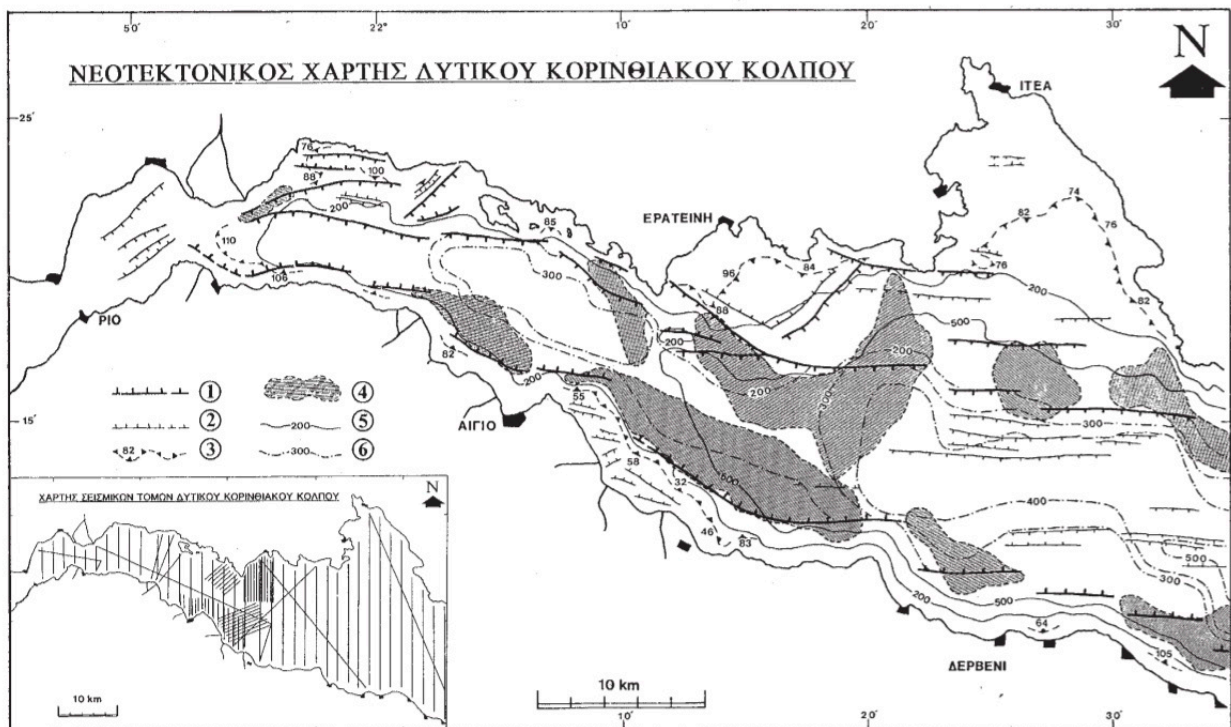 50' 22° 10' 20' 30'
N
ΝΕΟΤΕΚΤΟΝΙΚΟΣ ΧΑΡΤΗΣ ΔΥΤΙΚΟΥ ΚΟΡΙΝΘΙΑΚΟΥ ΚΟΛΠΟΥ
ΙΤΕΑ
25'
76
100
88
200
74
82
76
85
ΕΡΑΤΕΙΝΗ
110
106
300
96
84
76
82
200
88
500
ΡΙΟ
82
200
200
200
300
1 4
55
2 200 5
ΑΙΓΙΟ
300
15'
82 3 300 6
58
32
500
ΧΑΡΤΗΣ ΣΕΙΣΜΙΚΩΝ ΤΟΜΩΝ ΔΥΤΙΚΟΥ ΚΟΡΙΝΘΙΑΚΟΥ ΚΟΛΠΟΥ
N
400
46
83
500
300
200
500
64
105
ΔΕΡΒΕΝΙ
10 km
10 km
10' 20' 30'